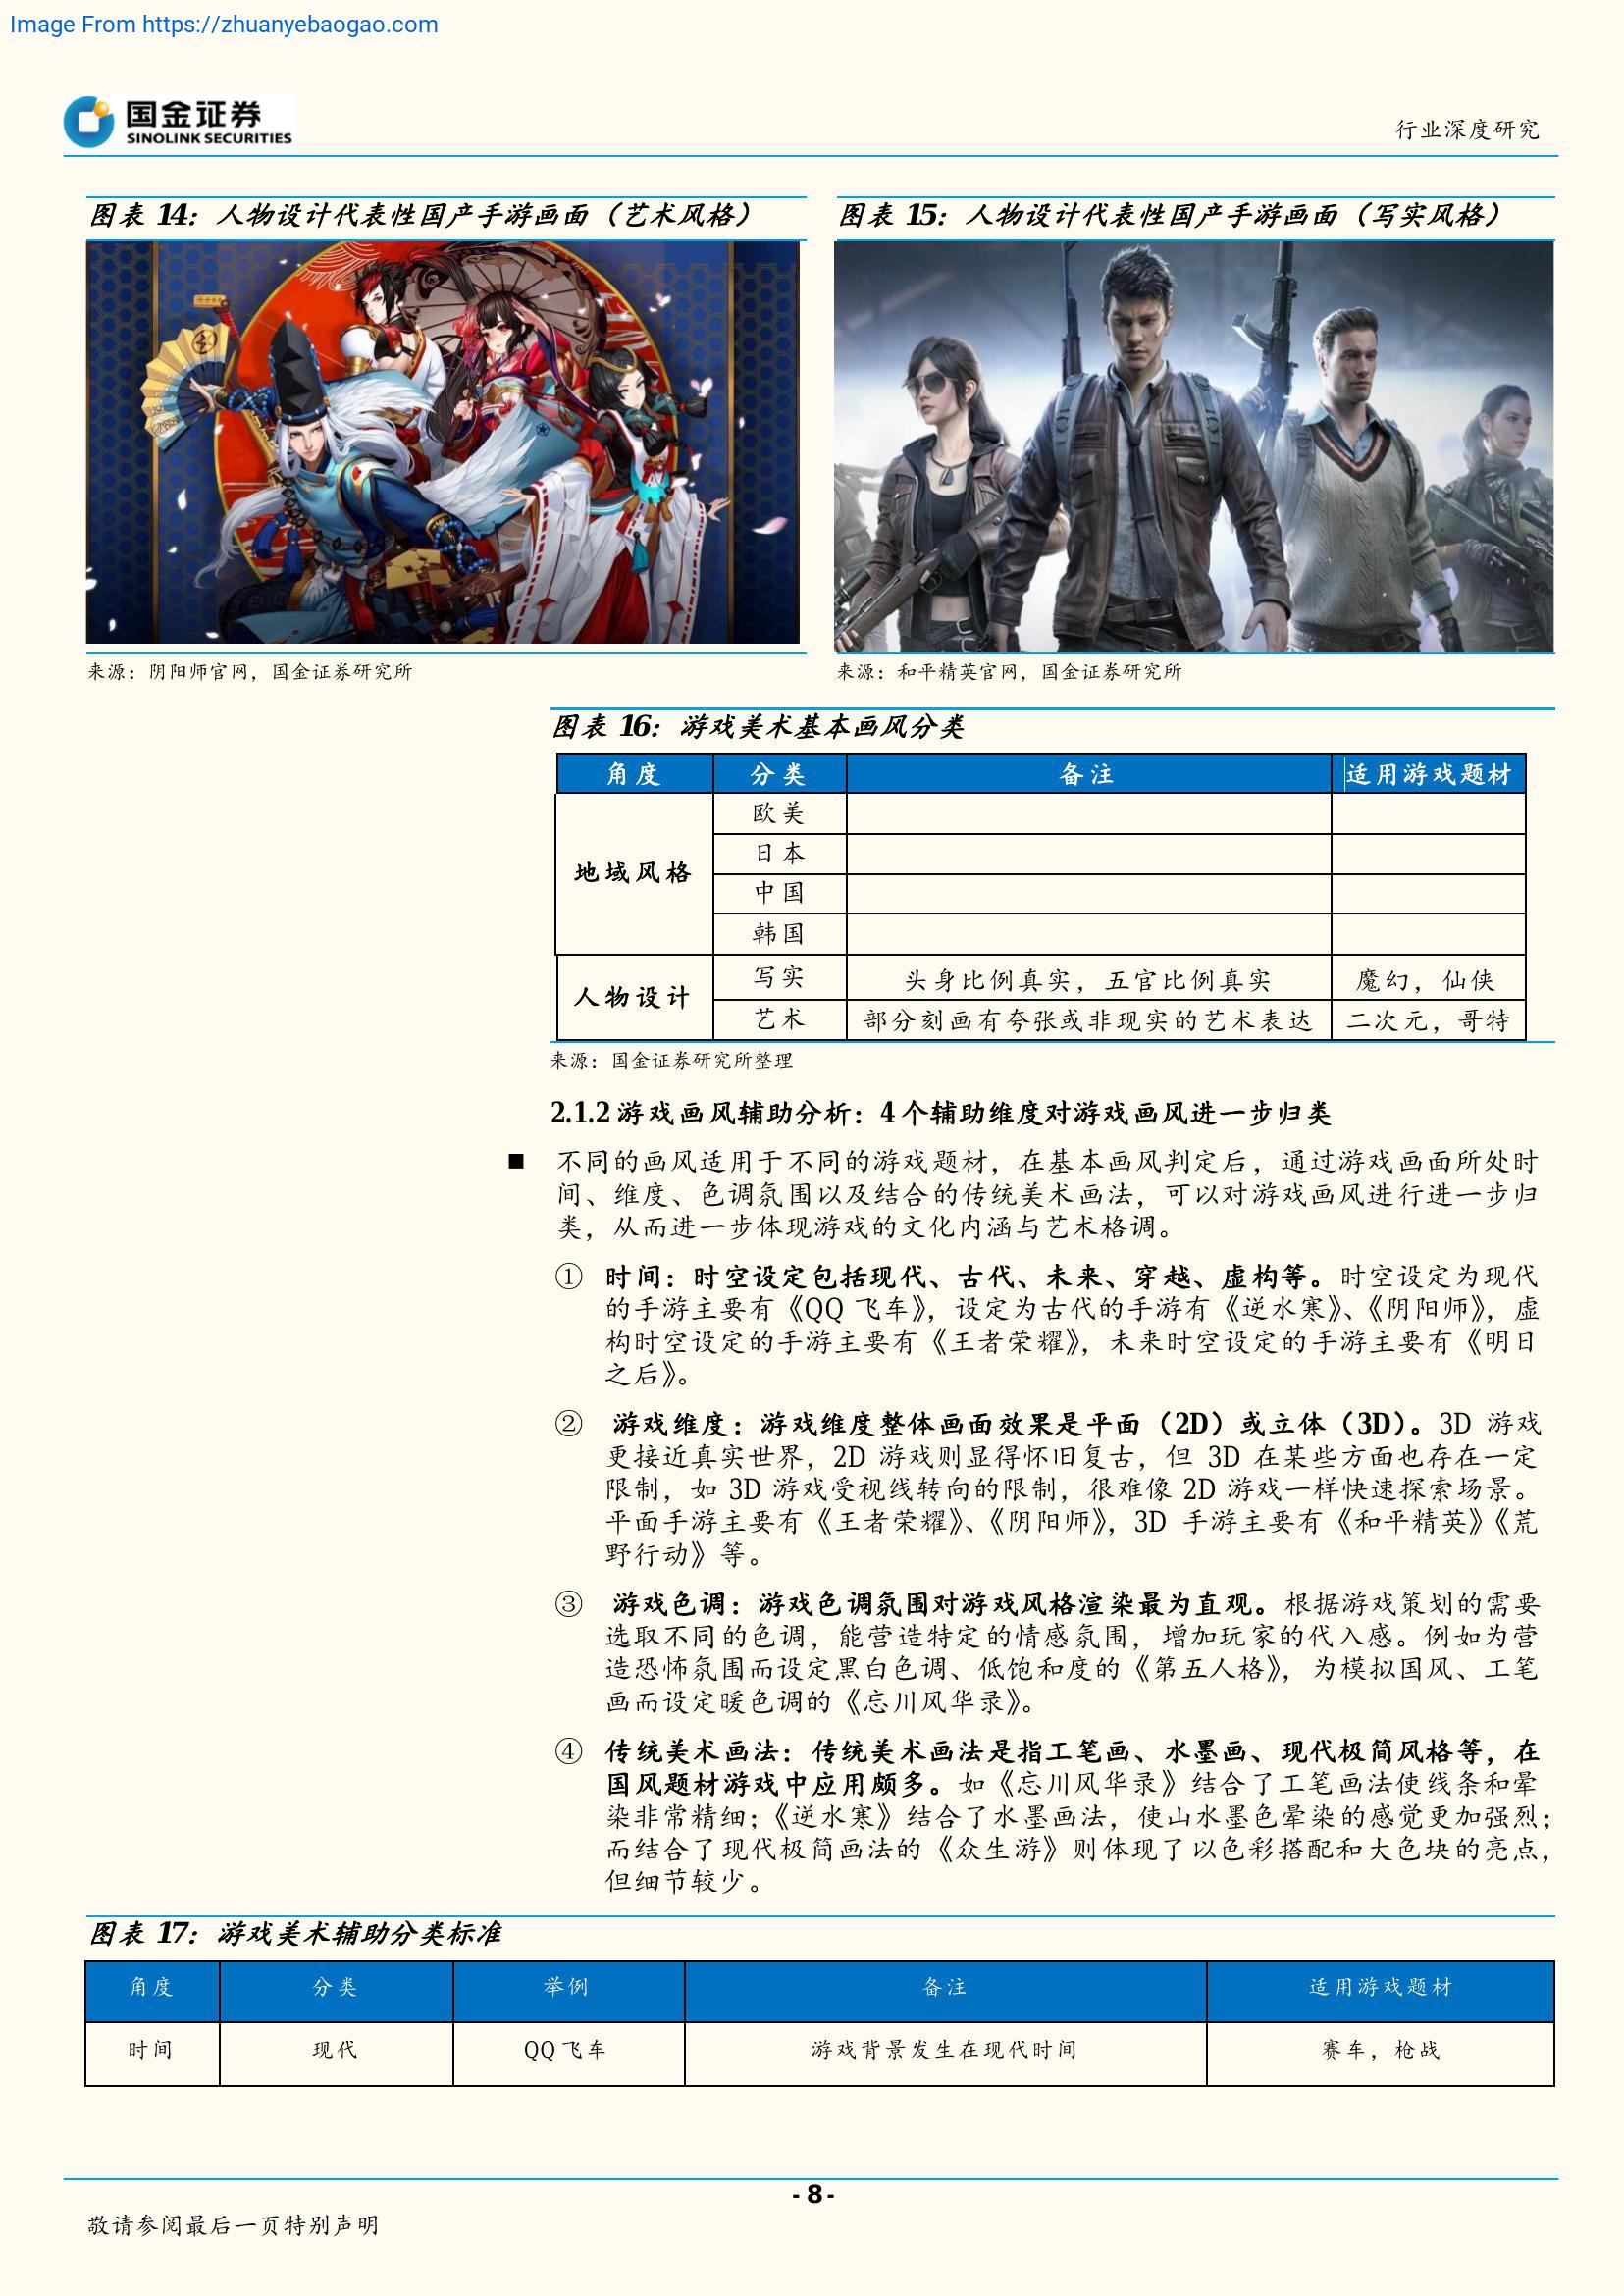 Image From https://zhuanyebaogao.com
国金证券
SINOLINK SECURITIES
行业深度研究
图表 14：人物设计代表性国产手游画面（艺术风格）
图表 15：人物设计代表性国产手游画面（写实风格）
来源：阴阳师官网，国金证券研究所
来源：和平精英官网，国金证券研究所
图表 16：游戏美术基本画风分类
角度 分类 备注 适用游戏题材
地域风格
欧美
日本
中国
韩国
人物设计
写实 头身比例真实，五官比例真实 魔幻，仙侠
艺术 部分刻画有夸张或非现实的艺术表达 二次元，哥特
来源：国金证券研究所整理
2.1.2 游戏画风辅助分析：4 个辅助维度对游戏画风进一步归类
■ 不同的画风适用于不同的游戏题材，在基本画风判定后，通过游戏画面所处时
间、维度、色调氛围以及结合的传统美术画法，可以对游戏画风进行进一步归
类，从而进一步体现游戏的文化内涵与艺术格调。
① 时间：时空设定包括现代、古代、未来、穿越、虚构等。时空设定为现代
的手游主要有《QQ 飞车》，设定为古代的手游有《逆水寒》、《阴阳师》，虚
构时空设定的手游主要有《王者荣耀》，未来时空设定的手游主要有《明日
之后》。
② 游戏维度：游戏维度整体画面效果是平面（2D）或立体（3D）。3D 游戏
更接近真实世界，2D 游戏则显得怀旧复古，但 3D 在某些方面也存在一定
限制，如 3D 游戏受视线转向的限制，很难像 2D 游戏一样快速探索场景。
平面手游主要有《王者荣耀》、《阴阳师》，3D 手游主要有《和平精英》《荒
野行动》等。
③ 游戏色调：游戏色调氛围对游戏风格渲染最为直观。根据游戏策划的需要
选取不同的色调，能营造特定的情感氛围，增加玩家的代入感。例如为营
造恐怖氛围而设定黑白色调、低饱和度的《第五人格》，为模拟国风、工笔
画而设定暖色调的《忘川风华录》。
④ 传统美术画法：传统美术画法是指工笔画、水墨画、现代极简风格等，在
国风题材游戏中应用颇多。如《忘川风华录》结合了工笔画法使线条和晕
染非常精细；《逆水寒》结合了水墨画法，使山水墨色晕染的感觉更加强烈；
而结合了现代极简画法的《众生游》则体现了以色彩搭配和大色块的亮点，
但细节较少。
图表 17：游戏美术辅助分类标准
角度 分类 举例 备注 适用游戏题材
时间 现代 QQ 飞车 游戏背景发生在现代时间 赛车，枪战
- 8 -
敬请参阅最后一页特别声明